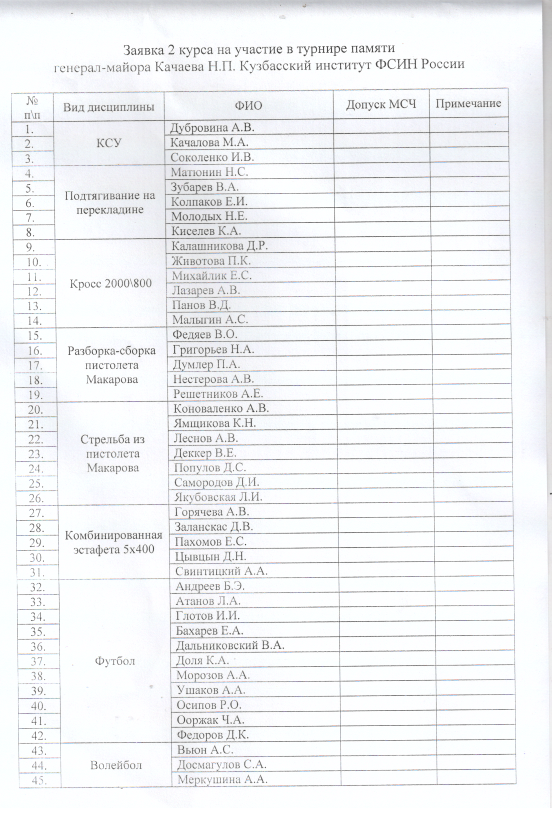 Заявка 2 курса на участие в турнире памяти
генерал-майора Качаева Н.П. Кузбасский институт ФСИН России
№ п\п Вид дисциплины ФИО Допуск МСЧ Примечание
1. КСУ Дубровина А.В.
2. Качалова М.А.
3. Соколенко И.В.
4. Подтягивание на перекладине Матюнин Н.С.
5. Зубарев В.А.
6. Колпаков Е.И.
7. Молодых Н.Е.
8. Киселев К.А.
9. Кросс 2000\800 Калашникова Д.Р.
10. Животова П.К.
11. Михайлик Е.С.
12. Лазарев А.В.
13. Панов В.Д.
14. Малыгин А.С.
15. Разборка-сборка пистолета Макарова Федяев В.О.
16. Григорьев Н.А.
17. Думлер П.А.
18. Нестерова А.В.
19. Решетников А.Е.
20. Стрельба из пистолета Макарова Коноваленко А.В.
21. Ямщикова К.Н.
22. Леснов А.В.
23. Деккер В.Е.
24. Популов Д.С.
25. Самородов Д.И.
26. Якубовская Л.И.
27. Комбинированная эстафета 5х400 Горячева А.В.
28. Заланскас Д.В.
29. Пахомов Е.С.
30. Цывцын Д.Н.
31. Свинтицкий А.А.
32. Футбол Андреев Б.Э.
33. Атанов Л.А.
34. Глотов И.И.
35. Бахарев Е.А.
36. Дальниковский В.А.
37. Доля К.А.
38. Морозов А.А.
39. Ушаков А.А.
40. Осипов Р.О.
41. Ооржак Ч.А.
42. Федоров Д.К.
43. Волейбол Вьюн А.С.
44. Досмагулов С.А.
45. Меркушина А.А.